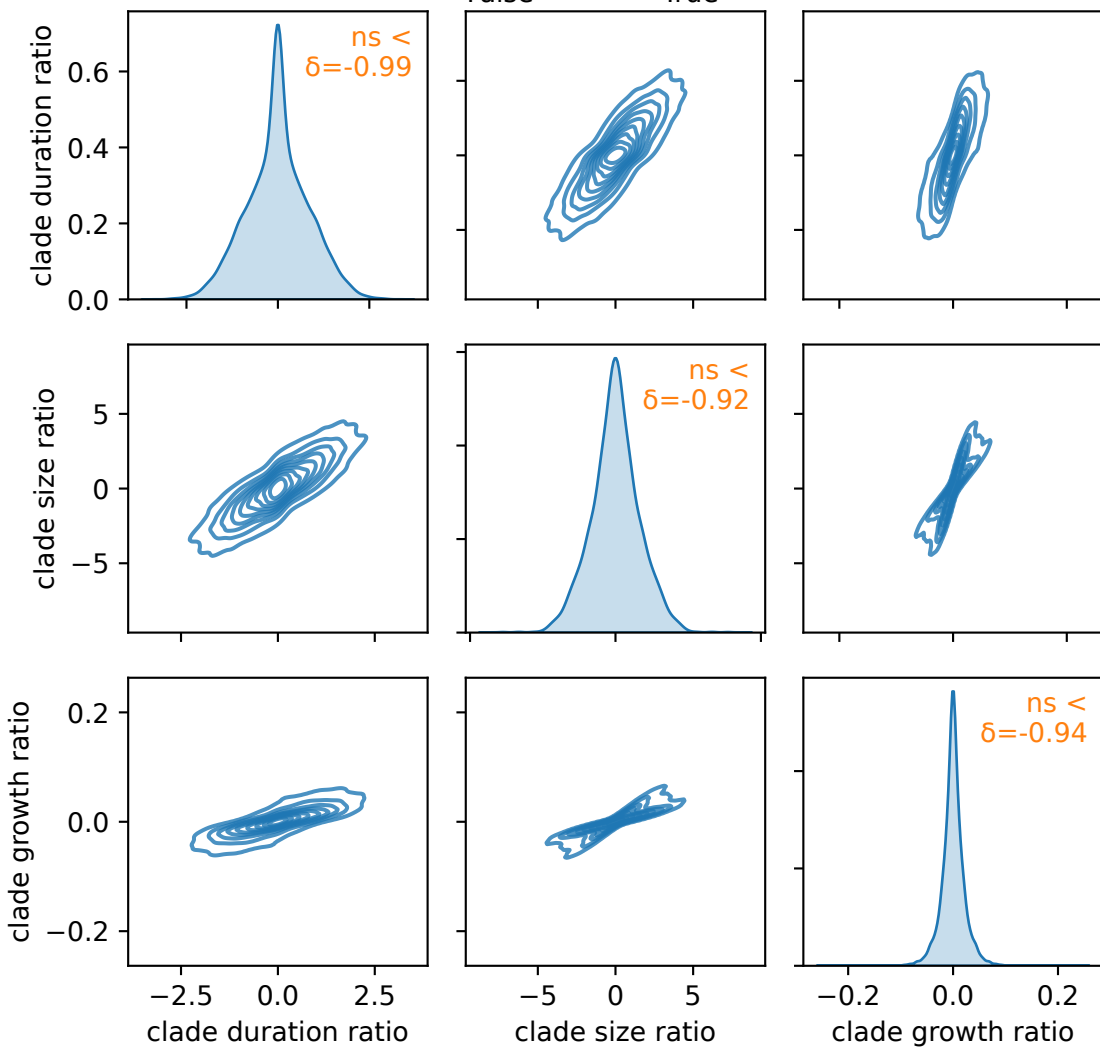 True
clade duration ratio
0.6
0.4
0.2
0.0
ns <
δ=-0.99
clade size ratio
5
0
−5
ns <
δ=-0.92
clade growth ratio
0.2
0.0
−0.2
ns <
δ=-0.94
−2.5 0.0 2.5
−5 0 5
−0.2 0.0 0.2
clade duration ratio
clade size ratio
clade growth ratio